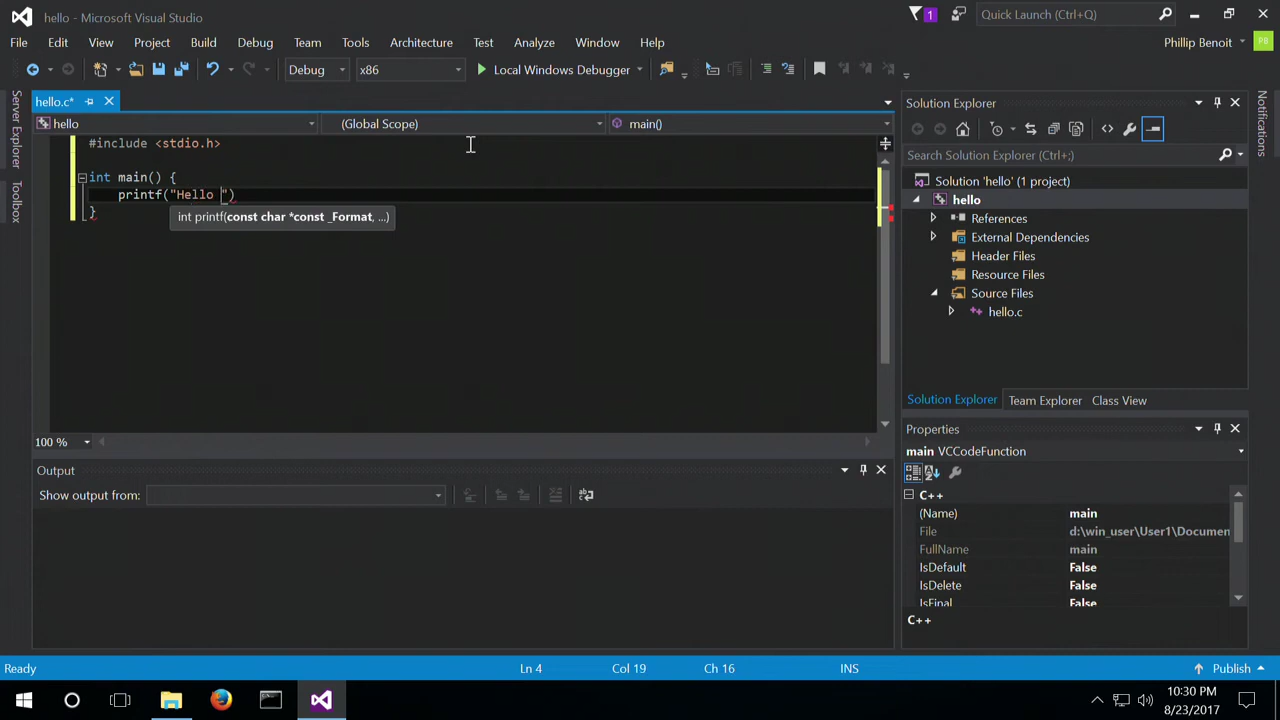 hello - Microsoft Visual Studio
1
Quick Launch (Ctrl+Q)
File Edit View Project Build Debug Team Tools Architecture Test Analyze Window Help
Phillip Benoit
PB
Debug x86 Local Windows Debugger
Server Explorer
Toolbox
hello.c*
hello (Global Scope) main()
#include <stdio.h>
int main() {
printf("Hello ")
}
int printf(const char *const _Format, ...)
100 %
Output
Show output from:
Solution Explorer
Search Solution Explorer (Ctrl+;)
Solution 'hello' (1 project)
hello
References
External Dependencies
Header Files
Resource Files
Source Files
hello.c
Solution Explorer Team Explorer Class View
Properties
main VCCodeFunction
C++
(Name) main
File d:\win_user\User1\Documen
FullName main
IsDefault False
IsDelete False
IsFinal False
C++
Notifications
Ready Ln 4 Col 19 Ch 16 INS Publish
10:30 PM
8/23/2017